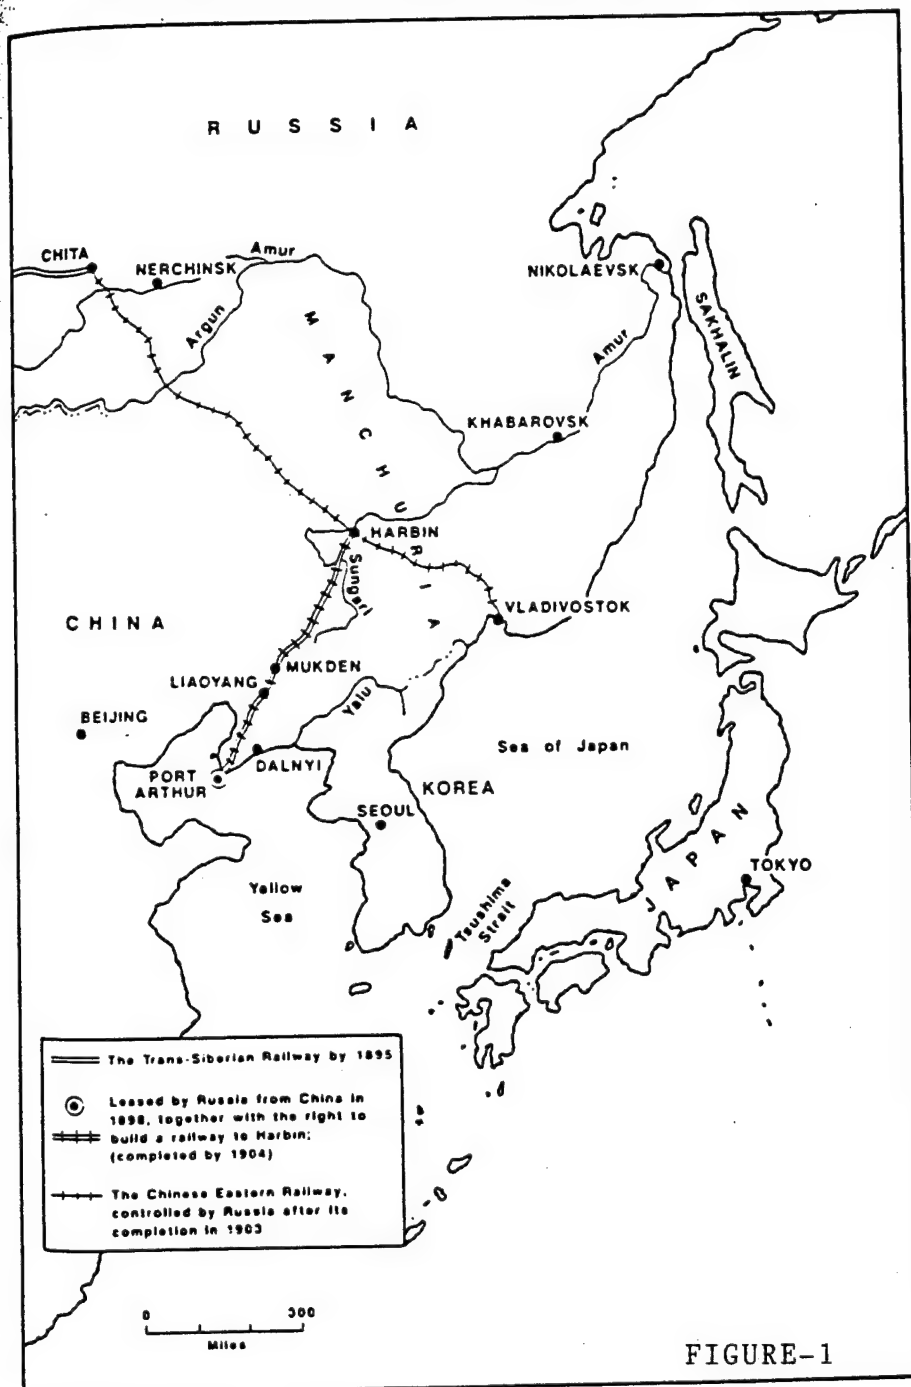 RUSSIA
CHITA
NERCHINSK
Amur
Argun
NIKOLAEVSK
SAKHALIN
Amur
MANCHURIA
KHABAROVSK
HARBIN
Sungari
VLADIVOSTOK
CHINA
MUKDEN
LIAOYANG
Yalu
BEIJING
DALNYI
PORT
ARTHUR
Sea of Japan
KOREA
SEOUL
JAPAN
TOKYO
Yellow
Sea
Tsushima
Strait
The Trans-Siberian Railway by 1895
Leased by Russia from China in
1898, together with the right to
build a railway to Harbin;
(completed by 1904)
The Chinese Eastern Railway,
controlled by Russia after its
completion in 1903
0 300
Miles
FIGURE-1